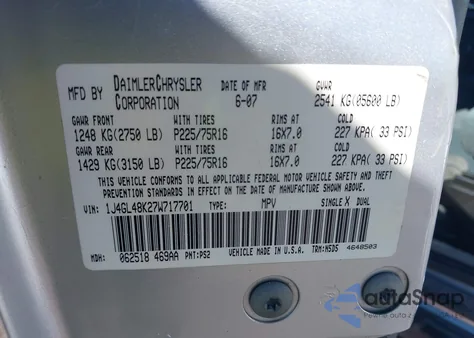 MFD BY DAIMLERCHRYSLER CORPORATION DATE OF MFR 6-07 GVWR 2541 KG(05600 LB)
GAWR FRONT WITH TIRES RIMS AT COLD
1248 KG(2750 LB) P225/75R16 16X7.0 227 KPA( 33 PSI)
GAWR REAR WITH TIRES RIMS AT COLD
1429 KG(3150 LB) P225/75R16 16X7.0 227 KPA( 33 PSI)
THIS VEHICLE CONFORMS TO ALL APPLICABLE FEDERAL MOTOR VEHICLE SAFETY AND THEFT
PREVENTION STANDARDS IN EFFECT ON THE DATE OF MANUFACTURE SHOWN ABOVE.
VIN: 1J4GL48K27W717701 TYPE: MPV SINGLE X DUAL
MDH: 062518 469AA PNT:PS2 VEHICLE MADE IN U.S.A. TRM:N5DS 4648503
autoSnap